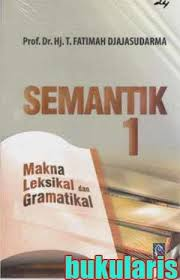 Prof. Dr. Hj. T. FATIMAH DJAJASUDARMA
SEMANTIK
1
Makna
Leksikal dan
Gramatikal
bukularis